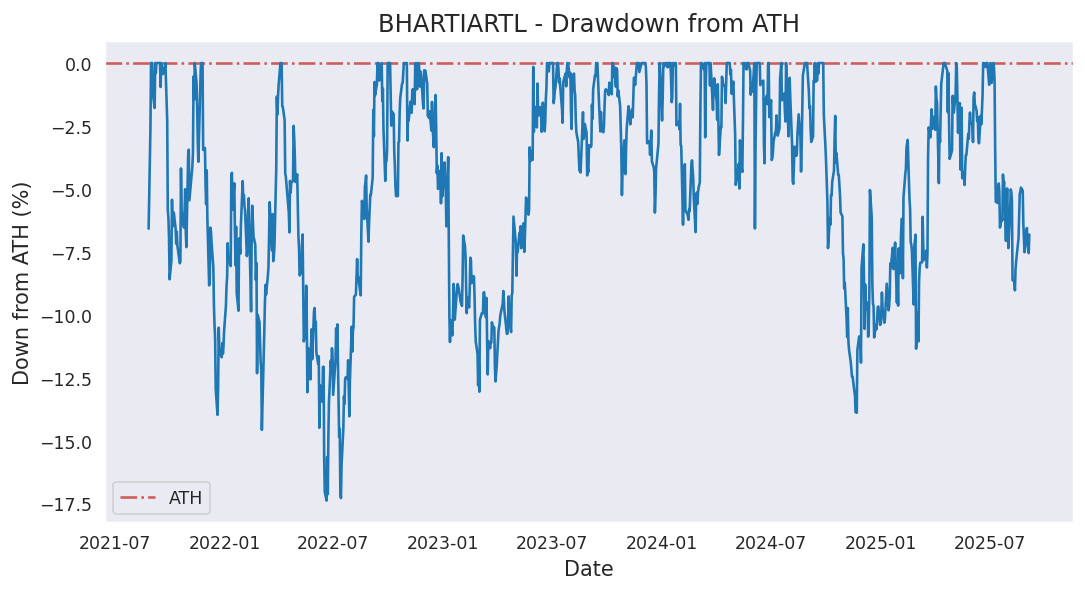 BHARTIARTL - Drawdown from ATH
Down from ATH (%)
0.0
−2.5
−5.0
−7.5
−10.0
−12.5
−15.0
−17.5
ATH
2021-07 2022-01 2022-07 2023-01 2023-07 2024-01 2024-07 2025-01 2025-07
Date